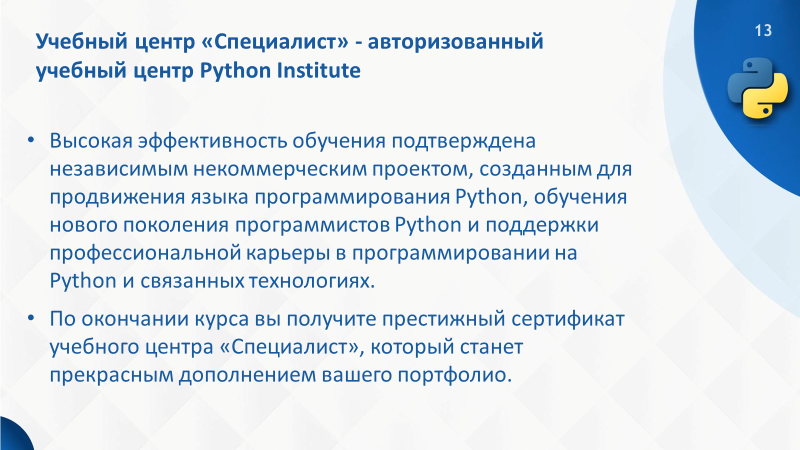 13
Учебный центр «Специалист» - авторизованный
учебный центр Python Institute
• Высокая эффективность обучения подтверждена
независимым некоммерческим проектом, созданным для
продвижения языка программирования Python, обучения
нового поколения программистов Python и поддержки
профессиональной карьеры в программировании на
Python и связанных технологиях.
• По окончании курса вы получите престижный сертификат
учебного центра «Специалист», который станет
прекрасным дополнением вашего портфолио.